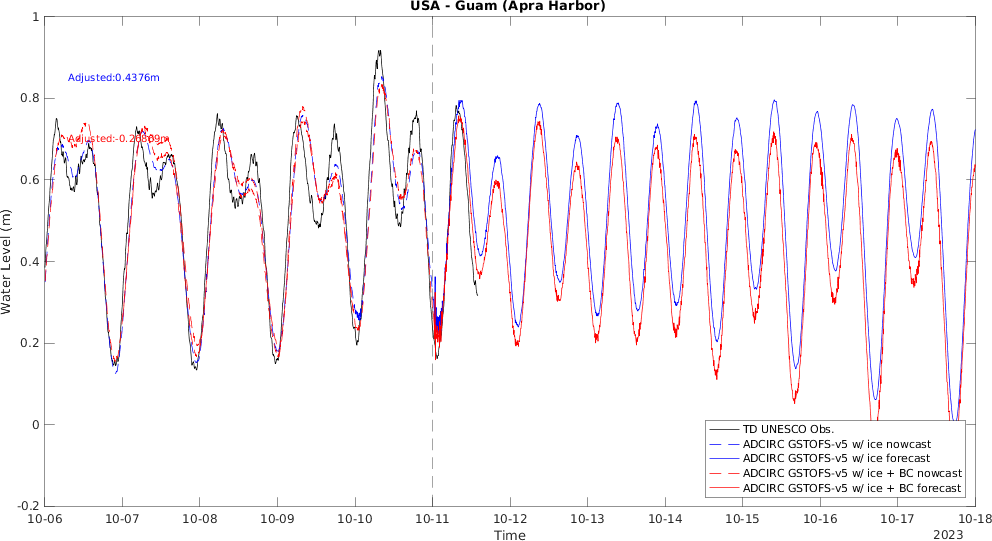 USA - Guam (Apra Harbor)
1
0.8
0.6
0.4
0.2
0
-0.2
Water Level (m)
Adjusted:0.4376m
TD UNESCO Obs.
ADCIRC GSTOFS-v5 w/ ice nowcast
ADCIRC GSTOFS-v5 w/ ice forecast
ADCIRC GSTOFS-v5 w/ ice + BC nowcast
ADCIRC GSTOFS-v5 w/ ice + BC forecast
10-06 10-07 10-08 10-09 10-10 10-11 10-12 10-13 10-14 10-15 10-16 10-17 10-18
Time
2023